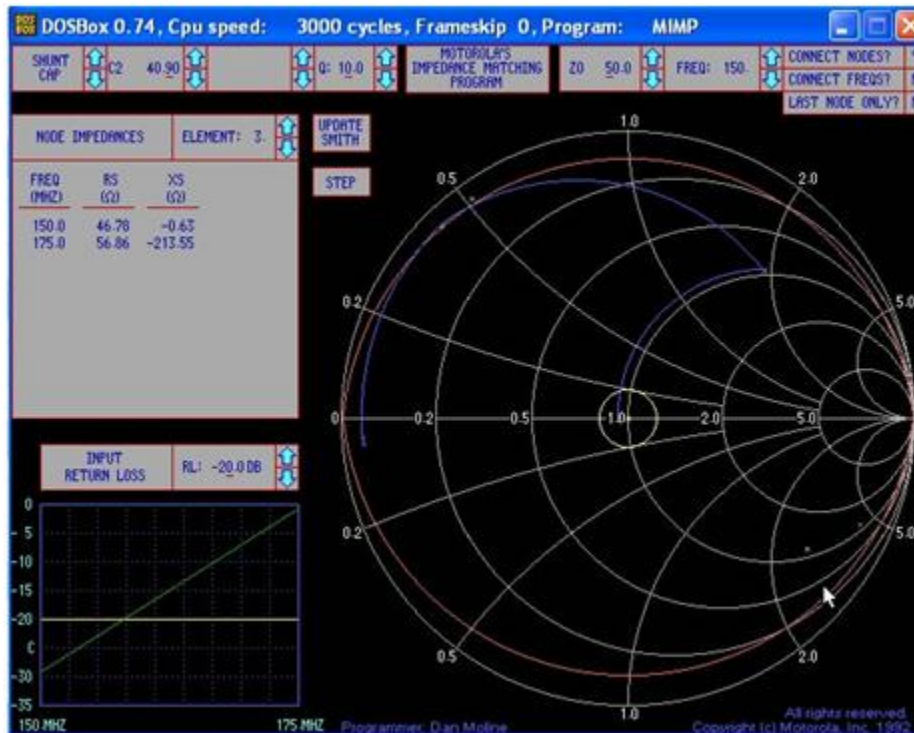 DOSBox 0.74, Cpu speed: 3000 cycles, Frameskip 0, Program: MIMP
SHUNT CAP
C2 40.90
Q: 10.0
MOTOROLA'S IMPEDANCE MATCHING PROGRAM
Z0 50.0
FREQ: 150.
CONNECT NODES?
CONNECT FREQS?
LAST NODE ONLY?
NODE IMPEDANCES
ELEMENT: 3.
UPDATE SMITH
STEP
FREQ RS XS
(MHZ) (Ω) (Ω)
150.0 46.78 -0.63
175.0 56.86 -213.55
1.0
0.5 2.0
0.2 5.0
0 0.2 0.5 1.0 2.0 5.0
0.2 5.0
0.5 2.0
1.0
INPUT RETURN LOSS
RL: -20.0 DB
0
- 5
-10
-15
-20
C
-30
-35
150 MHZ 175 MHZ
Programmer: Dan Moline
All rights reserved.
Copyright (c) Motorola, Inc. 1992